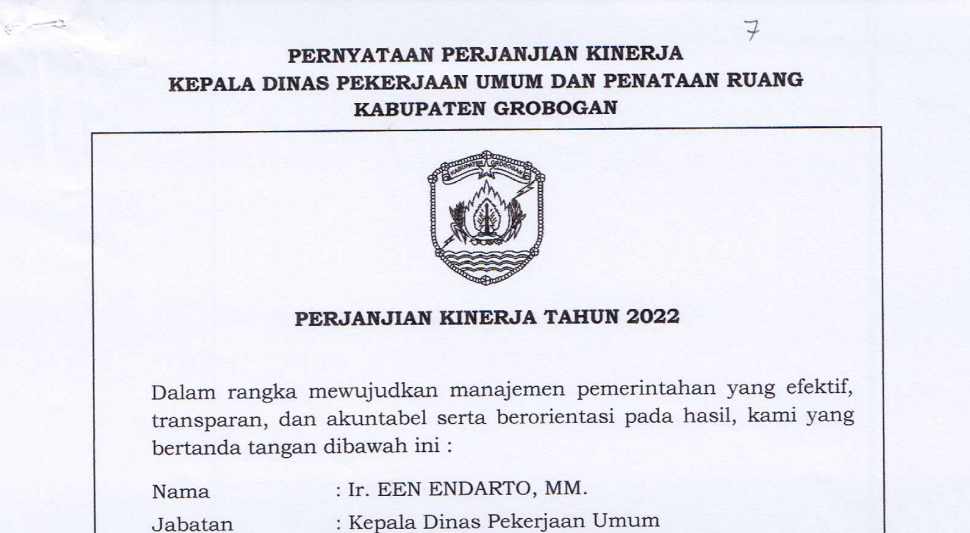 7
PERNYATAAN PERJANJIAN KINERJA
KEPALA DINAS PEKERJAAN UMUM DAN PENATAAN RUANG
KABUPATEN GROBOGAN
KABUPATEN GROBOGAN
PERJANJIAN KINERJA TAHUN 2022
Dalam rangka mewujudkan manajemen pemerintahan yang efektif,
transparan, dan akuntabel serta berorientasi pada hasil, kami yang
bertanda tangan dibawah ini :
Nama : Ir. EEN ENDARTO, MM.
Jabatan : Kepala Dinas Pekerjaan Umum